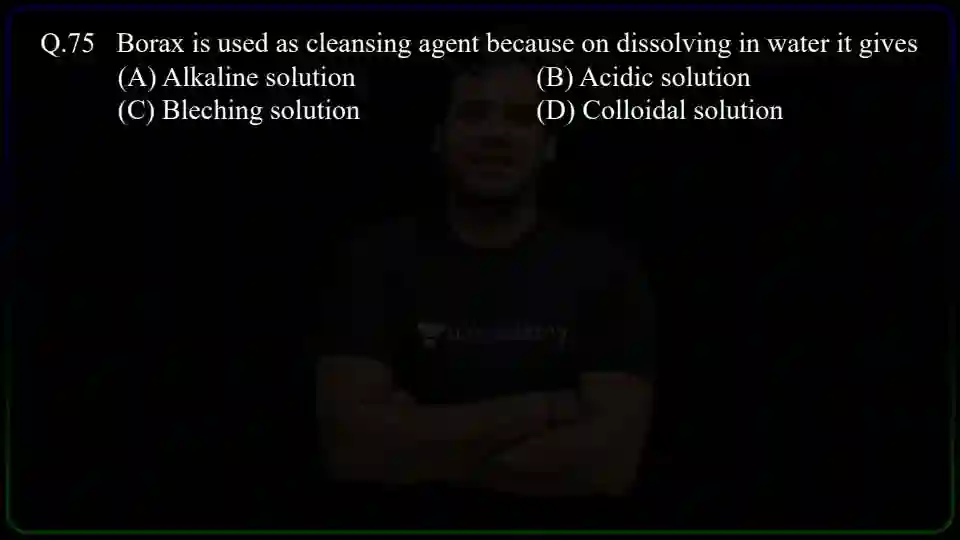 Q.75 Borax is used as cleansing agent because on dissolving in water it gives
(A) Alkaline solution (B) Acidic solution
(C) Bleching solution (D) Colloidal solution